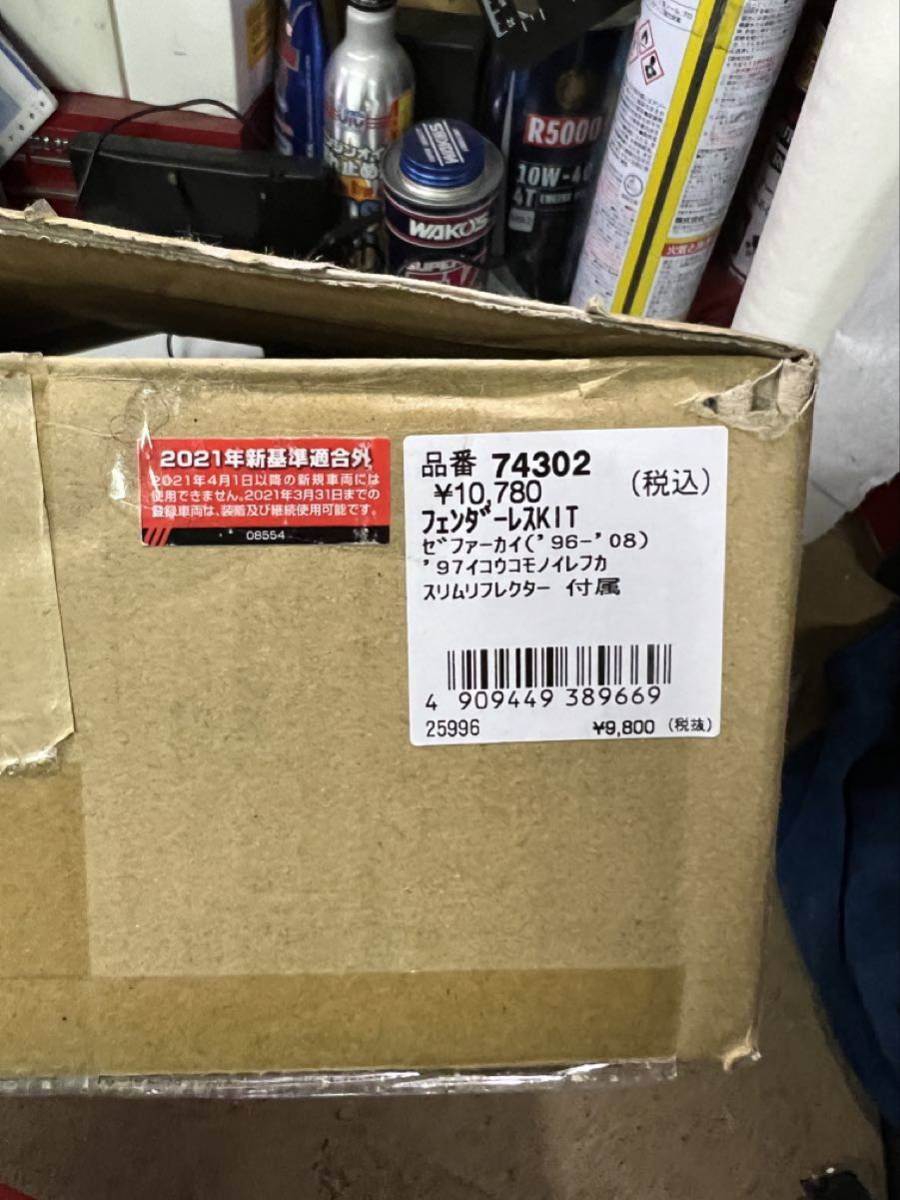 R5000
10W-40
4T
WAKO'S
SUPER
2021年新基準適合外
2021年4月1日以降の新規車両には
使用できません。2021年3月31日までの
登録車両は、装着及び継続使用可能です。
08554
品番 74302
¥10,780 (税込)
フェンダーレスKIT
ゼファーカイ('96-'08)
'97イコウコモノイレフカ
スリムリフレクター 付属
4 909449 389669
25996 ¥9,800 (税抜)